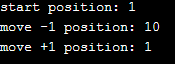 start position: 1
move -1 position: 10
move +1 position: 1